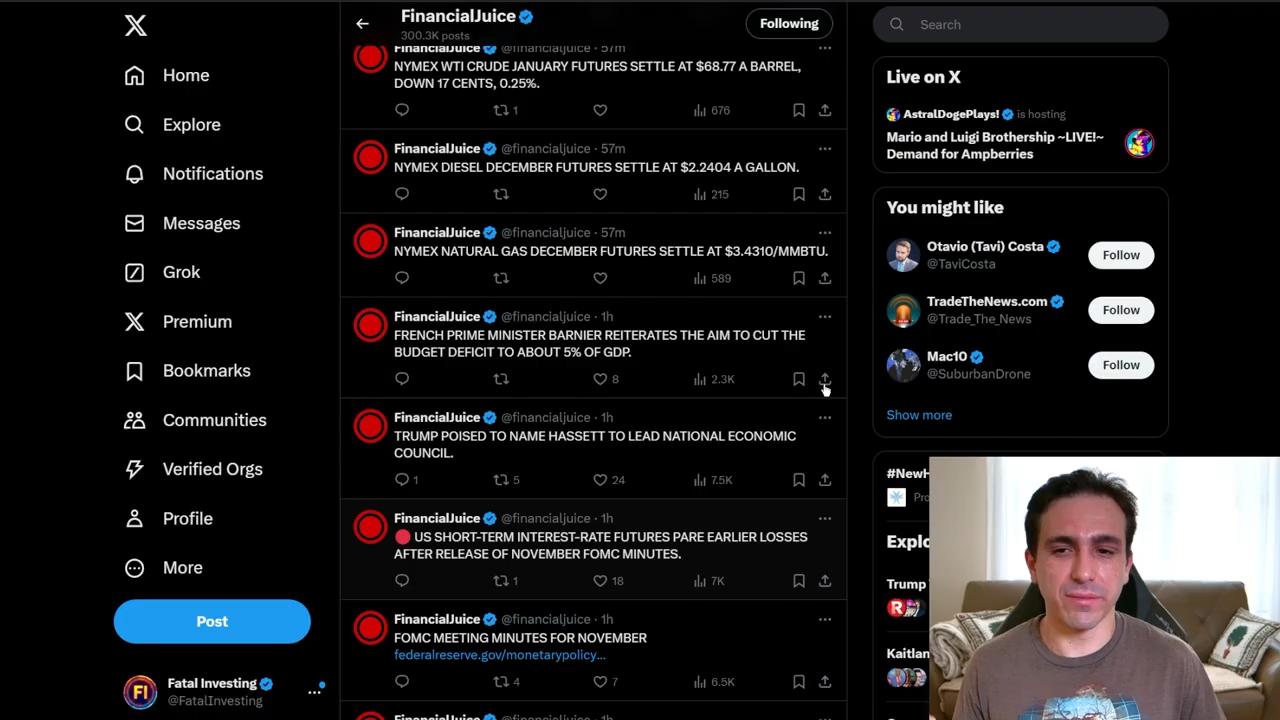 Home
Explore
Notifications
Messages
Grok
Premium
Bookmarks
Communities
Verified Orgs
Profile
More
Post
Fatal Investing
@FatalInvesting
FinancialJuice
300.3K posts
Following
FinancialJuice @financialjuice · 57m
NYMEX WTI CRUDE JANUARY FUTURES SETTLE AT $68.77 A BARREL,
DOWN 17 CENTS, 0.25%.
1 676
FinancialJuice @financialjuice · 57m
NYMEX DIESEL DECEMBER FUTURES SETTLE AT $2.2404 A GALLON.
215
FinancialJuice @financialjuice · 57m
NYMEX NATURAL GAS DECEMBER FUTURES SETTLE AT $3.4310/MMBTU.
589
FinancialJuice @financialjuice · 1h
FRENCH PRIME MINISTER BARNIER REITERATES THE AIM TO CUT THE
BUDGET DEFICIT TO ABOUT 5% OF GDP.
8 2.3K
FinancialJuice @financialjuice · 1h
TRUMP POISED TO NAME HASSETT TO LEAD NATIONAL ECONOMIC
COUNCIL.
1 5 24 7.5K
FinancialJuice @financialjuice · 1h
US SHORT-TERM INTEREST-RATE FUTURES PARE EARLIER LOSSES
AFTER RELEASE OF NOVEMBER FOMC MINUTES.
1 18 7K
FinancialJuice @financialjuice · 1h
FOMC MEETING MINUTES FOR NOVEMBER
federalreserve.gov/monetarypolicy...
4 7 6.5K
FinancialJuice @financialjuice · 1h
Search
Live on X
AstralDogePlays! is hosting
Mario and Luigi Brothership ~LIVE!~
Demand for Ampberries
You might like
Otavio (Tavi) Costa
@TaviCosta
Follow
TradeTheNews.com
@Trade_The_News
Follow
Mac10
@SuburbanDrone
Follow
Show more
#NewH
Pro
Explo
Trump
Kaitlan
FI